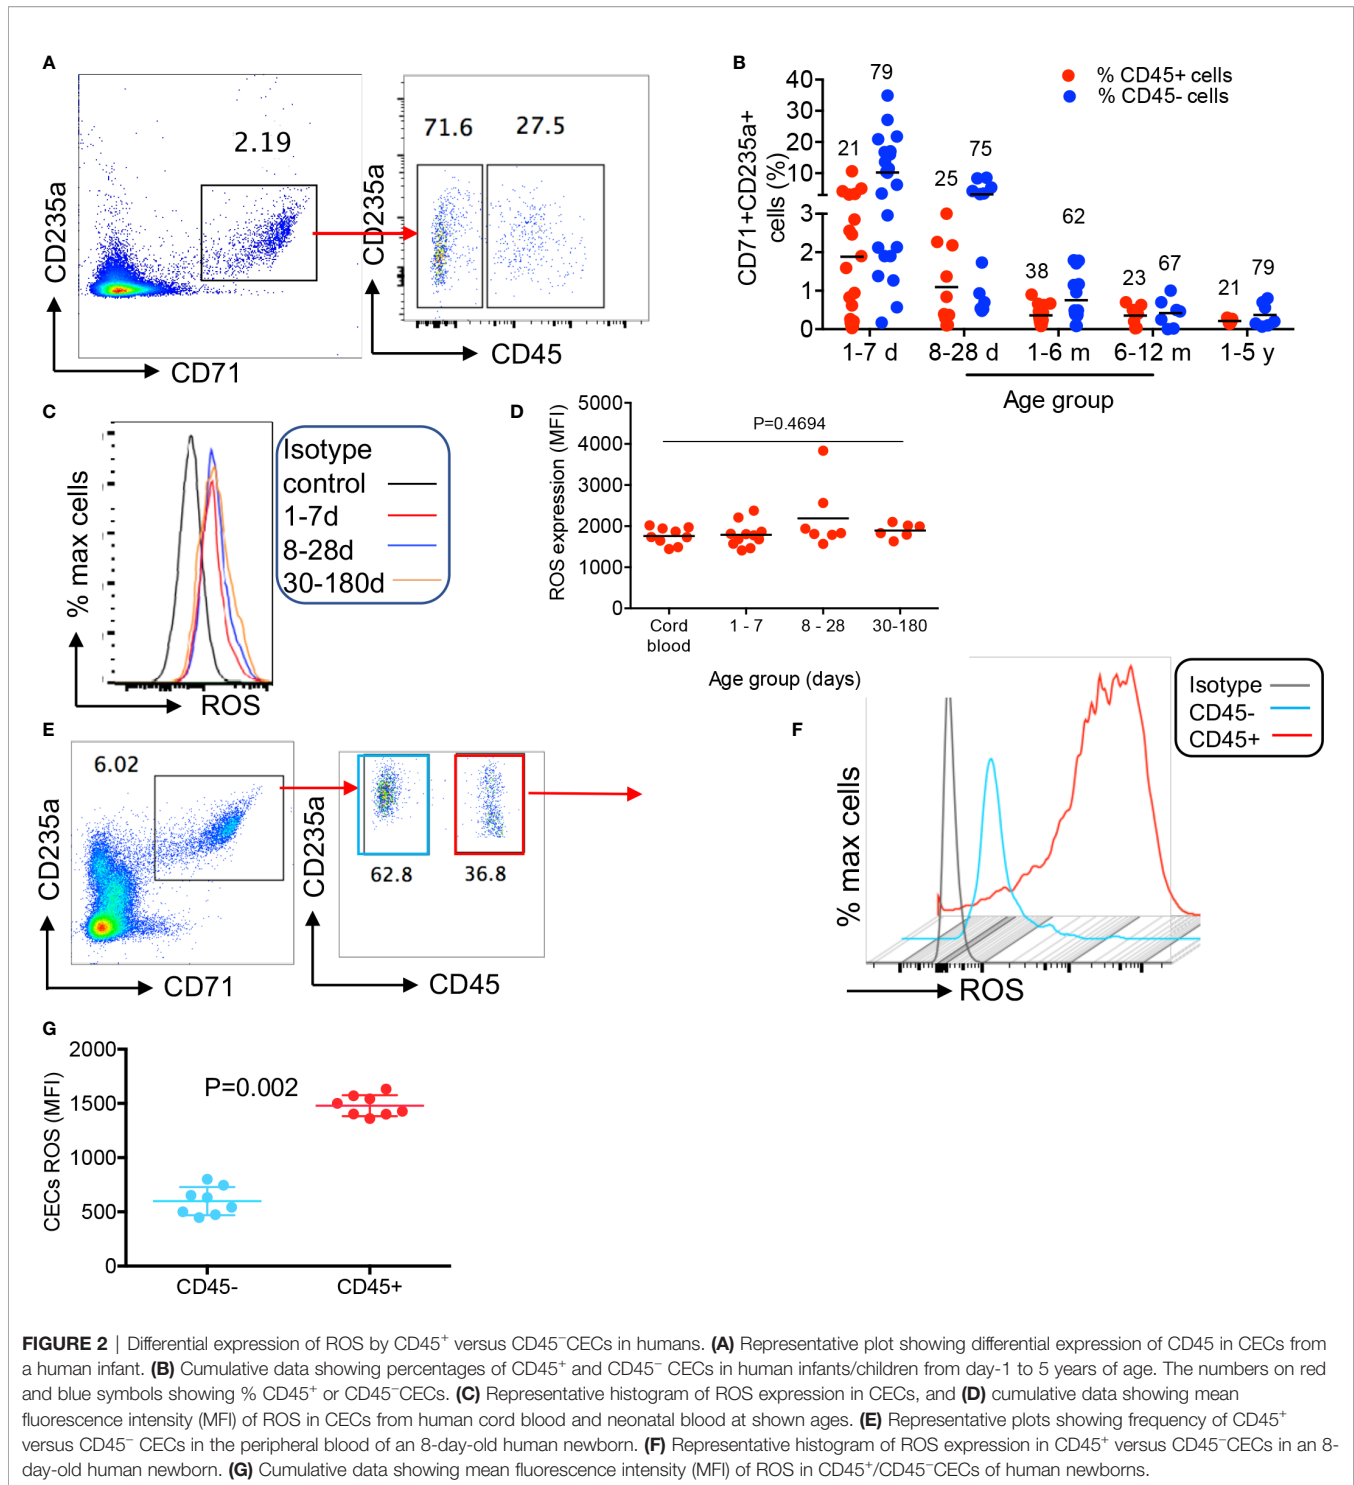 A
2.19
CD235a
CD71
71.6 27.5
CD235a
CD45
B
% CD45+ cells
% CD45- cells
CD71+CD235a+
cells (%)
40
30
20
10
3
2
1
0
21 79 25 75 38 62 23 67 21 79
1-7 d 8-28 d 1-6 m 6-12 m 1-5 y
Age group
C
% max cells
ROS
Isotype
control
1-7d
8-28d
30-180d
D
ROS expression (MFI)
5000
4000
3000
2000
1000
0
P=0.4694
Cord
blood
1 - 7 8 - 28 30-180
Age group (days)
E
6.02
CD235a
CD71
CD235a
62.8 36.8
CD45
F
Isotype
CD45-
CD45+
% max cells
ROS
G
CECs ROS (MFI)
2000
1500
1000
500
0
P=0.002
CD45- CD45+
FIGURE 2 | Differential expression of ROS by CD45⁺ versus CD45⁻CECs in humans. (A) Representative plot showing differential expression of CD45 in CECs from
a human infant. (B) Cumulative data showing percentages of CD45⁺ and CD45⁻ CECs in human infants/children from day-1 to 5 years of age. The numbers on red
and blue symbols showing % CD45⁺ or CD45⁻CECs. (C) Representative histogram of ROS expression in CECs, and (D) cumulative data showing mean
fluorescence intensity (MFI) of ROS in CECs from human cord blood and neonatal blood at shown ages. (E) Representative plots showing frequency of CD45⁺
versus CD45⁻ CECs in the peripheral blood of an 8-day-old human newborn. (F) Representative histogram of ROS expression in CD45⁺ versus CD45⁻CECs in an 8-
day-old human newborn. (G) Cumulative data showing mean fluorescence intensity (MFI) of ROS in CD45⁺/CD45⁻CECs of human newborns.